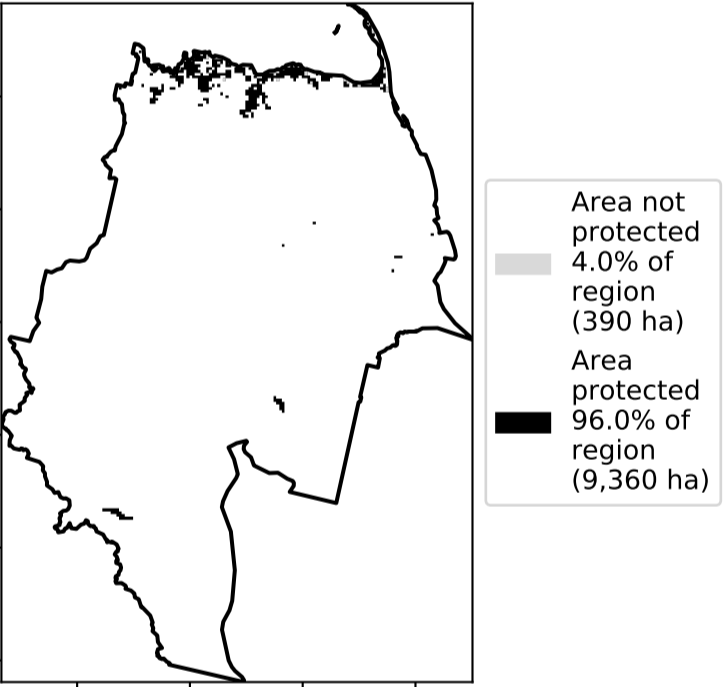 Area not
protected
4.0% of
region
(390 ha)
Area
protected
96.0% of
region
(9,360 ha)